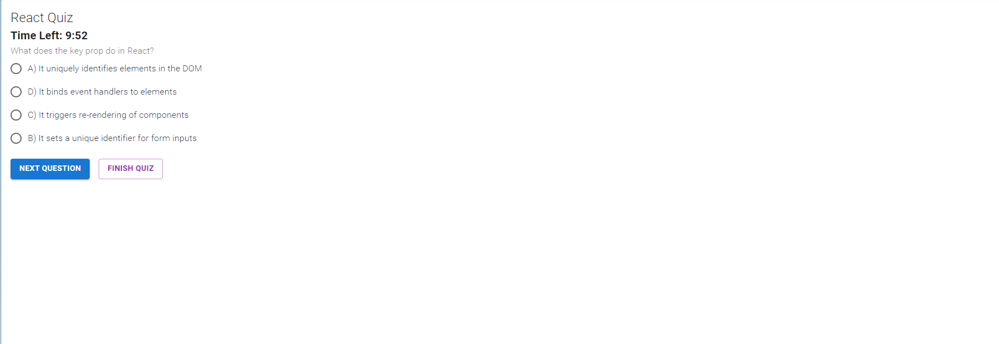 React Quiz
Time Left: 9:52
What does the key prop do in React?
A) It uniquely identifies elements in the DOM
D) It binds event handlers to elements
C) It triggers re-rendering of components
B) It sets a unique identifier for form inputs
NEXT QUESTION FINISH QUIZ